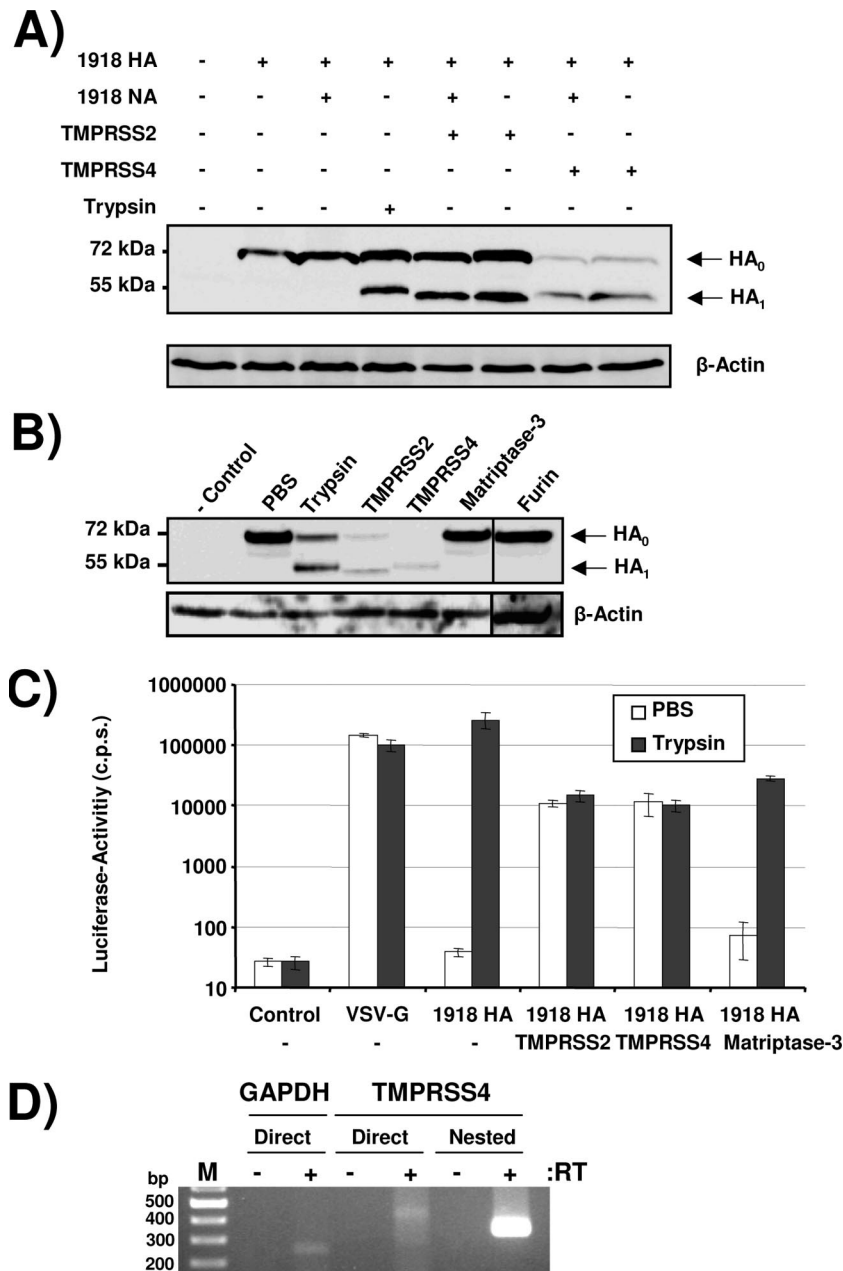 A)
1918 HA - + + + + + + +
1918 NA - - + - + - + -
TMPRSS2 - - - - + + - -
TMPRSS4 - - - - - - + +
Trypsin - - - + - - - -
72 kDa
HA0
55 kDa
HA1
β-Actin
B)
- Control PBS Trypsin TMPRSS2 TMPRSS4 Matriptase-3 Furin
72 kDa
HA0
55 kDa
HA1
β-Actin
C)
Luciferase-Activitiy (c.p.s.)
1000000
100000
10000
1000
100
10
PBS
Trypsin
Control VSV-G 1918 HA 1918 HA 1918 HA 1918 HA
- - - TMPRSS2 TMPRSS4 Matriptase-3
D)
GAPDH TMPRSS4
Direct Direct Nested
bp M - + - + - + :RT
500
400
300
200